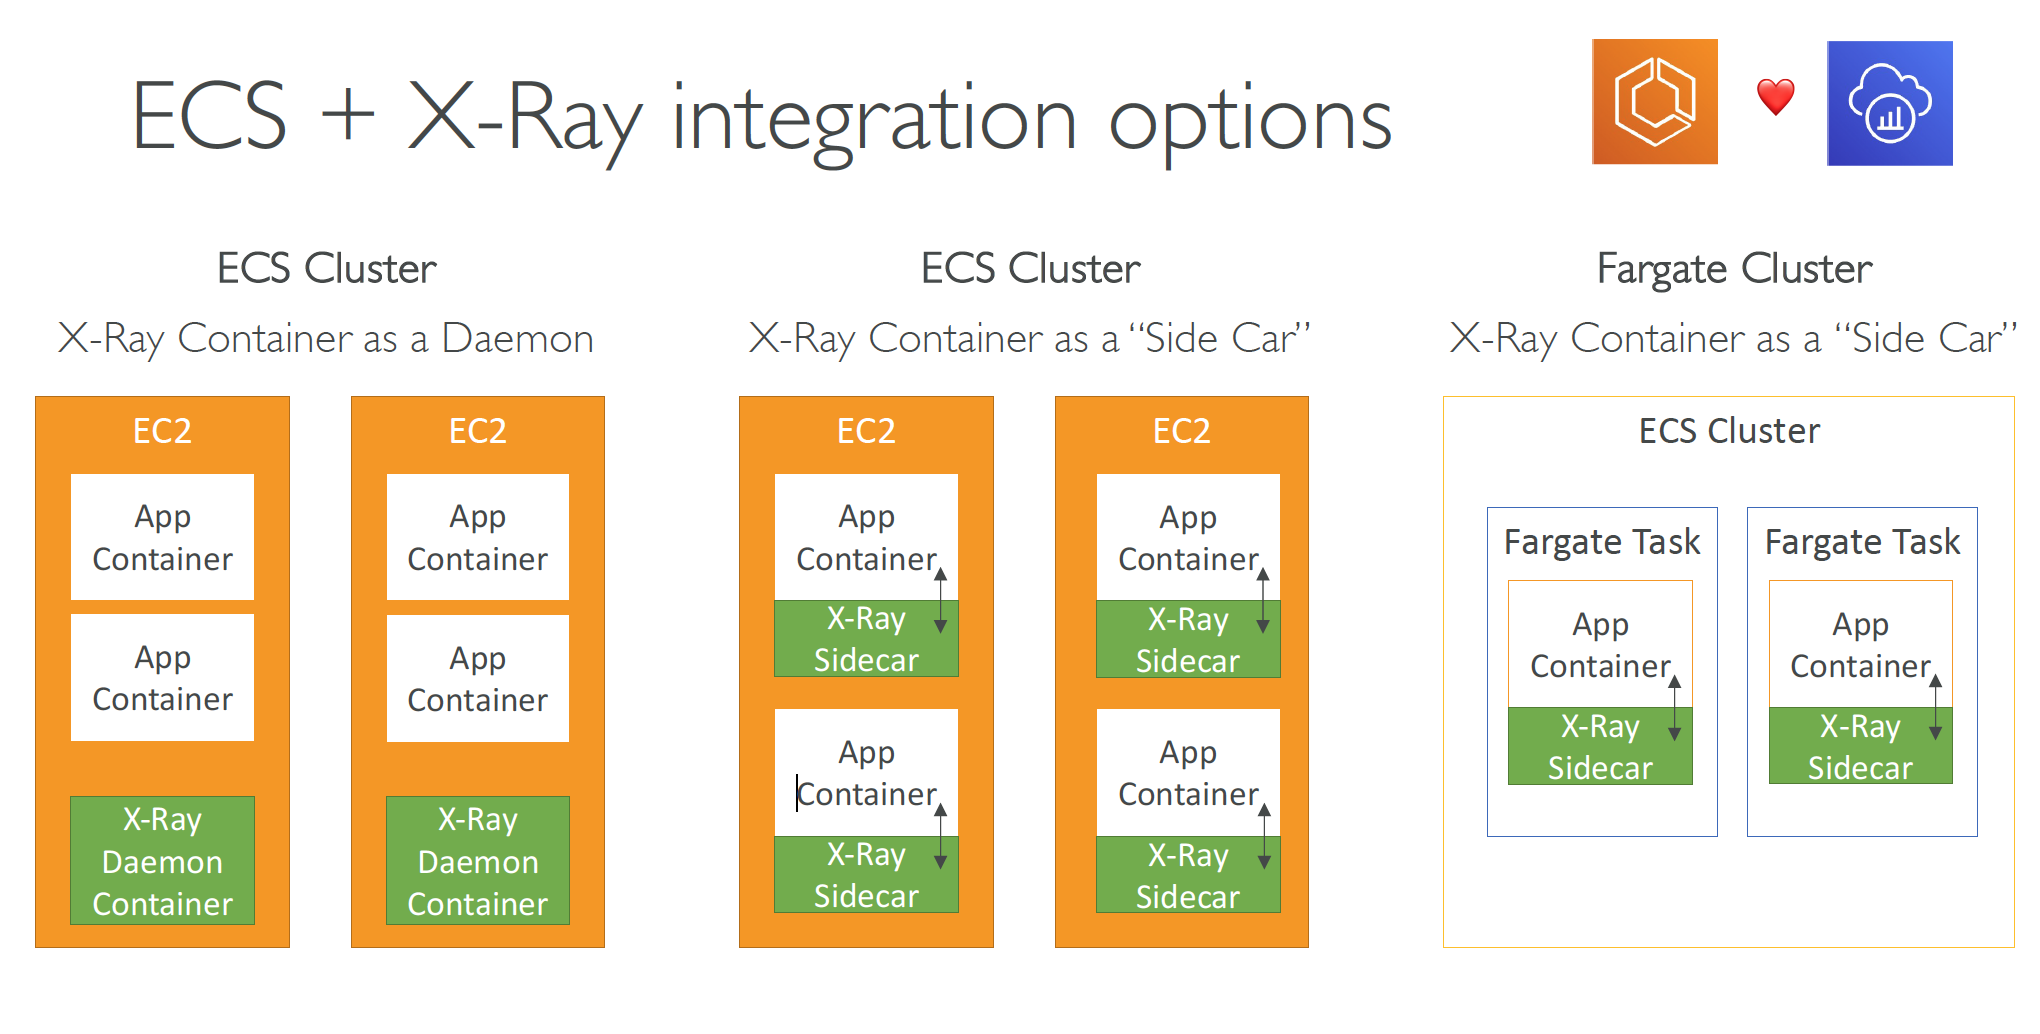 ECS + X-Ray integration options
ECS Cluster
X-Ray Container as a Daemon
EC2
App
Container
App
Container
X-Ray
Daemon
Container
EC2
App
Container
App
Container
X-Ray
Daemon
Container
ECS Cluster
X-Ray Container as a “Side Car”
EC2
App
Container
X-Ray
Sidecar
App
Container
X-Ray
Sidecar
EC2
App
Container
X-Ray
Sidecar
App
Container
X-Ray
Sidecar
Fargate Cluster
X-Ray Container as a “Side Car”
ECS Cluster
Fargate Task
App
Container
X-Ray
Sidecar
Fargate Task
App
Container
X-Ray
Sidecar